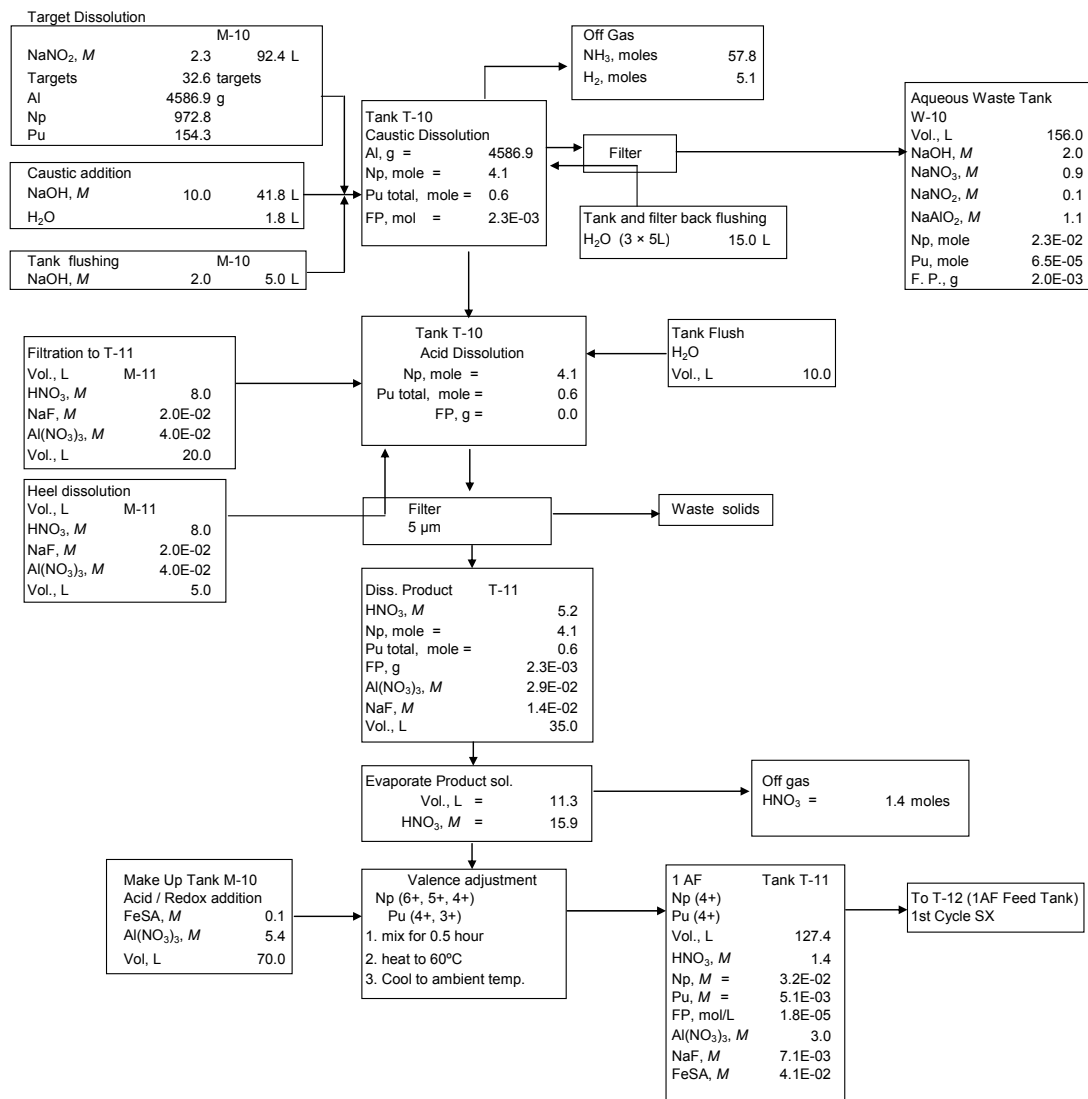 Target Dissolution
M-10
NaNO₂, M 2.3 92.4 L
Targets 32.6 targets
Al 4586.9 g
Np 972.8
Pu 154.3
Caustic addition
NaOH, M 10.0 41.8 L
H₂O 1.8 L
Tank flushing M-10
NaOH, M 2.0 5.0 L
Tank T-10
Caustic Dissolution
Al, g = 4586.9
Np, mole = 4.1
Pu total, mole = 0.6
FP, mol = 2.3E-03
Off Gas
NH₃, moles 57.8
H₂, moles 5.1
Filter
Tank and filter back flushing
H₂O (3 × 5L) 15.0 L
Aqueous Waste Tank
W-10
Vol., L 156.0
NaOH, M 2.0
NaNO₃, M 0.9
NaNO₂, M 0.1
NaAlO₂, M 1.1
Np, mole 2.3E-02
Pu, mole 6.5E-05
F. P., g 2.0E-03
Filtration to T-11
Vol., L M-11
HNO₃, M 8.0
NaF, M 2.0E-02
Al(NO₃)₃, M 4.0E-02
Vol., L 20.0
Tank T-10
Acid Dissolution
Np, mole = 4.1
Pu total, mole = 0.6
FP, g = 0.0
Tank Flush
H₂O
Vol., L 10.0
Heel dissolution
Vol., L M-11
HNO₃, M 8.0
NaF, M 2.0E-02
Al(NO₃)₃, M 4.0E-02
Vol., L 5.0
Filter
5 µm
Waste solids
Diss. Product T-11
HNO₃, M 5.2
Np, mole = 4.1
Pu total, mole = 0.6
FP, g 2.3E-03
Al(NO₃)₃, M 2.9E-02
NaF, M 1.4E-02
Vol., L 35.0
Evaporate Product sol.
Vol., L = 11.3
HNO₃, M = 15.9
Off gas
HNO₃ = 1.4 moles
Make Up Tank M-10
Acid / Redox addition
FeSA, M 0.1
Al(NO₃)₃, M 5.4
Vol, L 70.0
Valence adjustment
Np (6+, 5+, 4+)
Pu (4+, 3+)
1. mix for 0.5 hour
2. heat to 60ºC
3. Cool to ambient temp.
1 AF Tank T-11
Np (4+)
Pu (4+)
Vol., L 127.4
HNO₃, M 1.4
Np, M = 3.2E-02
Pu, M = 5.1E-03
FP, mol/L 1.8E-05
Al(NO₃)₃, M 3.0
NaF, M 7.1E-03
FeSA, M 4.1E-02
To T-12 (1AF Feed Tank)
1st Cycle SX